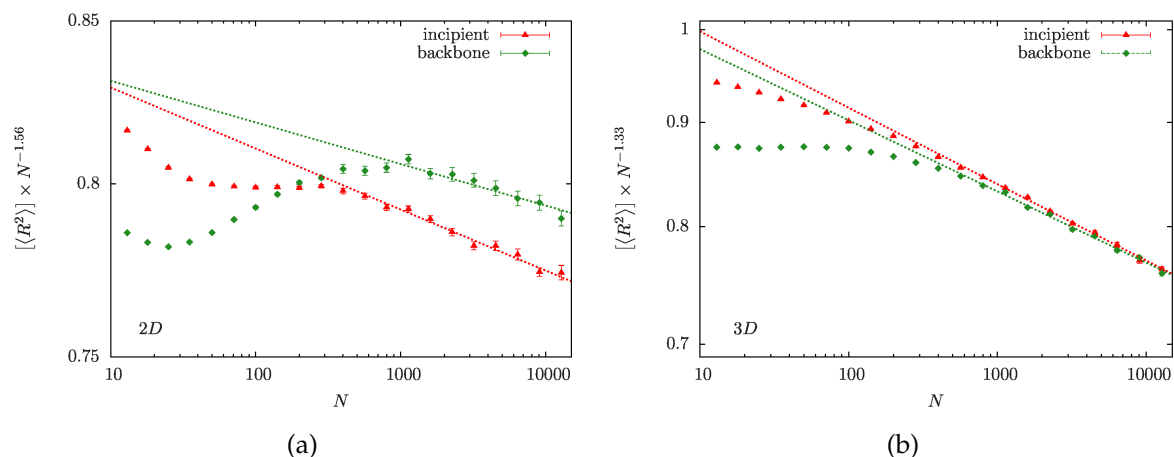 0.85
0.8
0.75
[⟨R²⟩] × N⁻¹·⁵⁶
incipient
backbone
2D
10 100 1000 10000
N
(a)
1
0.9
0.8
0.7
[⟨R²⟩] × N⁻¹·³³
incipient
backbone
3D
10 100 1000 10000
N
(b)